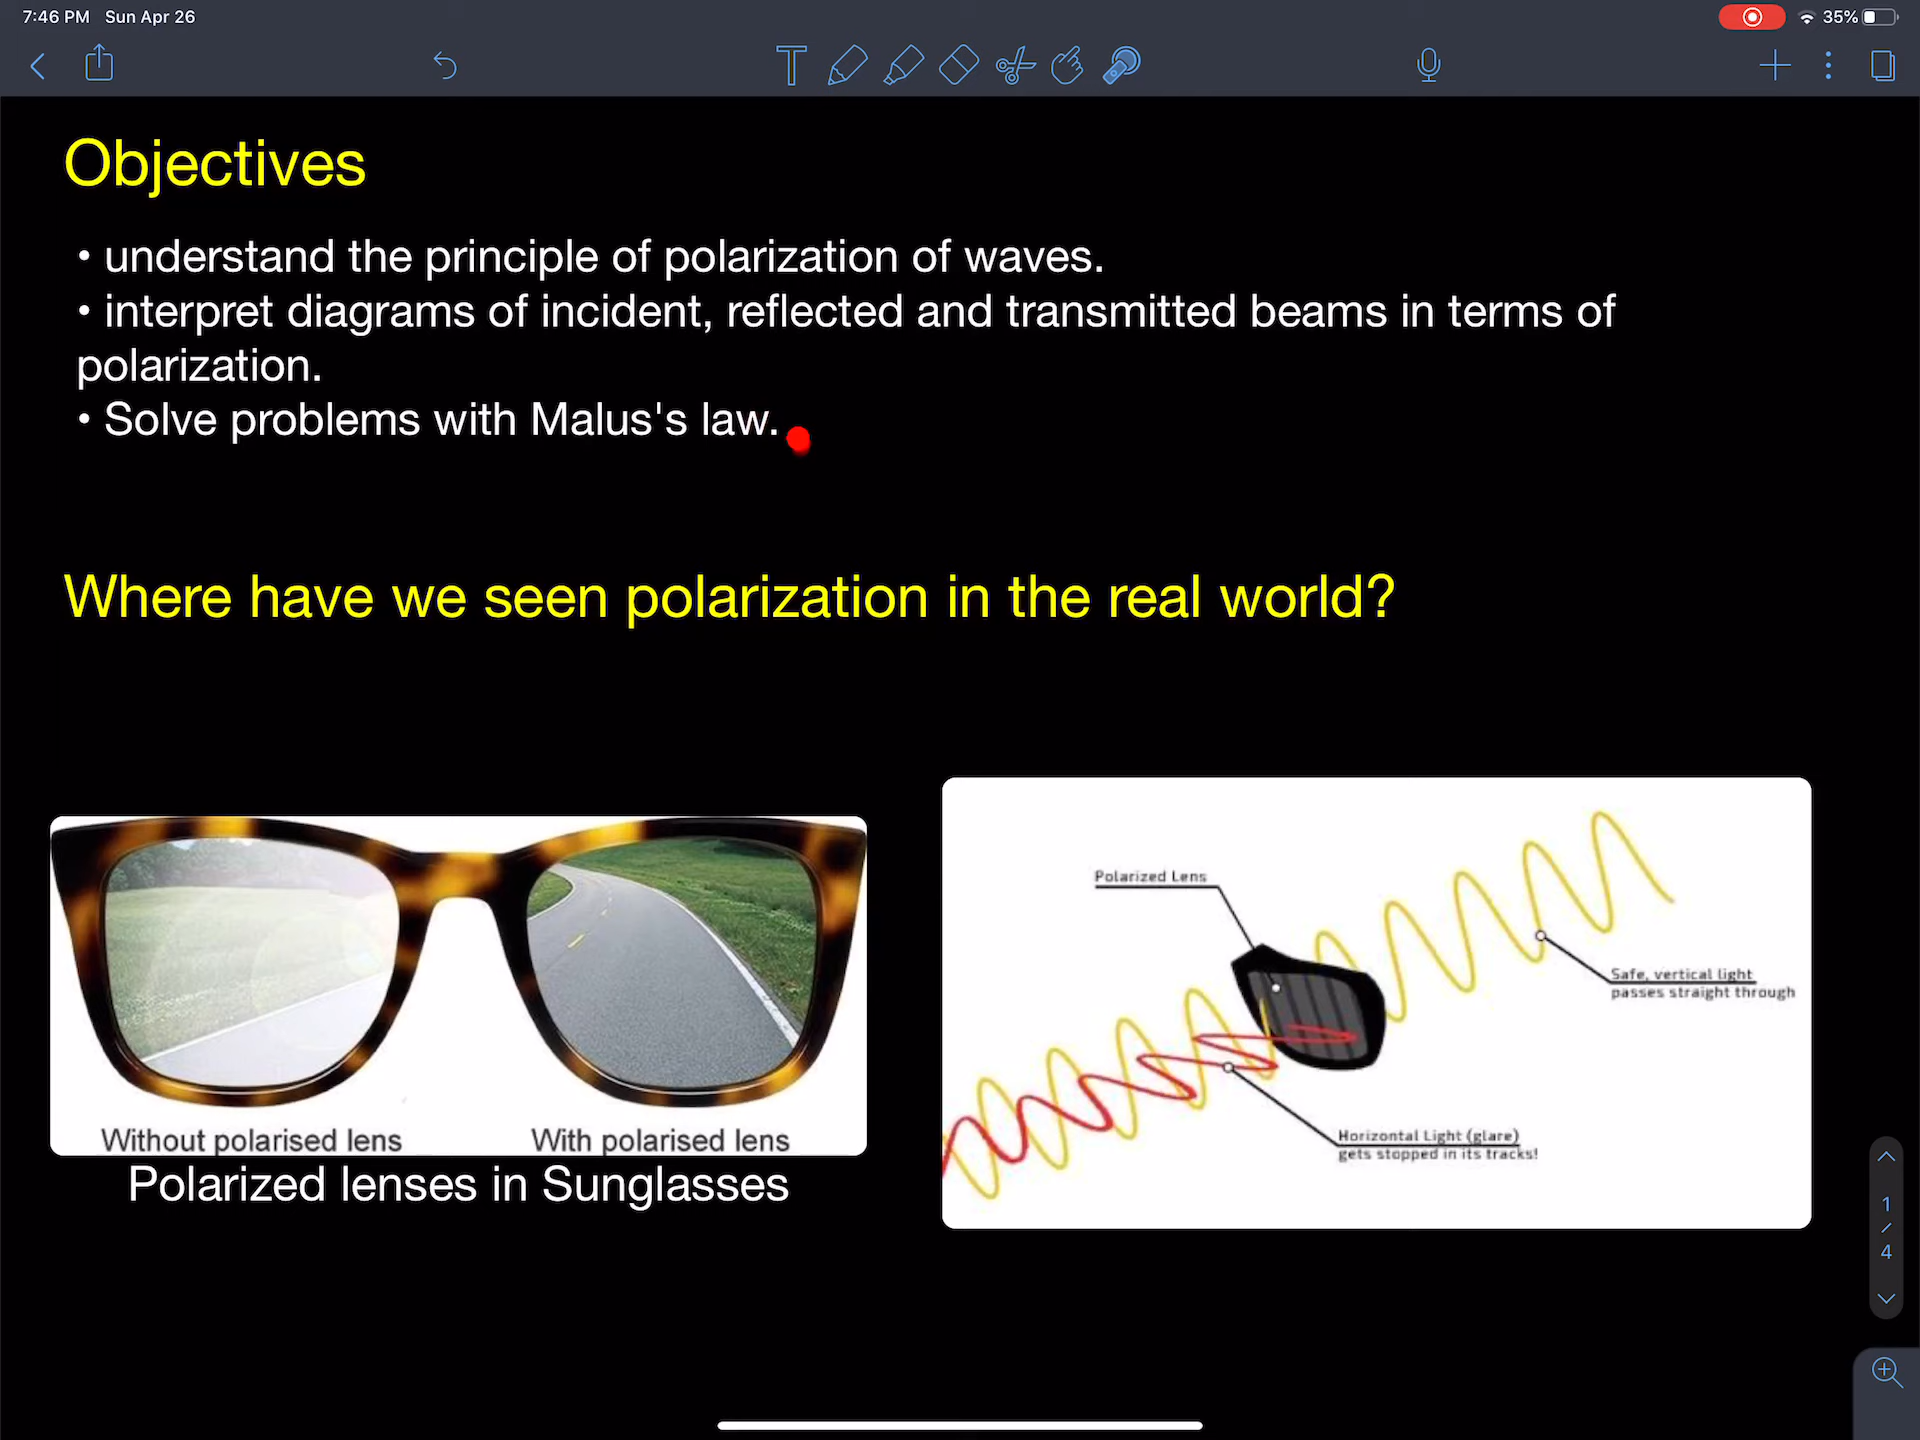 7:46 PM Sun Apr 26
35%
Objectives
• understand the principle of polarization of waves.
• interpret diagrams of incident, reflected and transmitted beams in terms of
polarization.
• Solve problems with Malus's law.
Where have we seen polarization in the real world?
Without polarised lens
With polarised lens
Polarized lenses in Sunglasses
Polarized Lens
Safe, vertical light
passes straight through
Horizontal Light (glare)
gets stopped in its tracks!
1
/
4